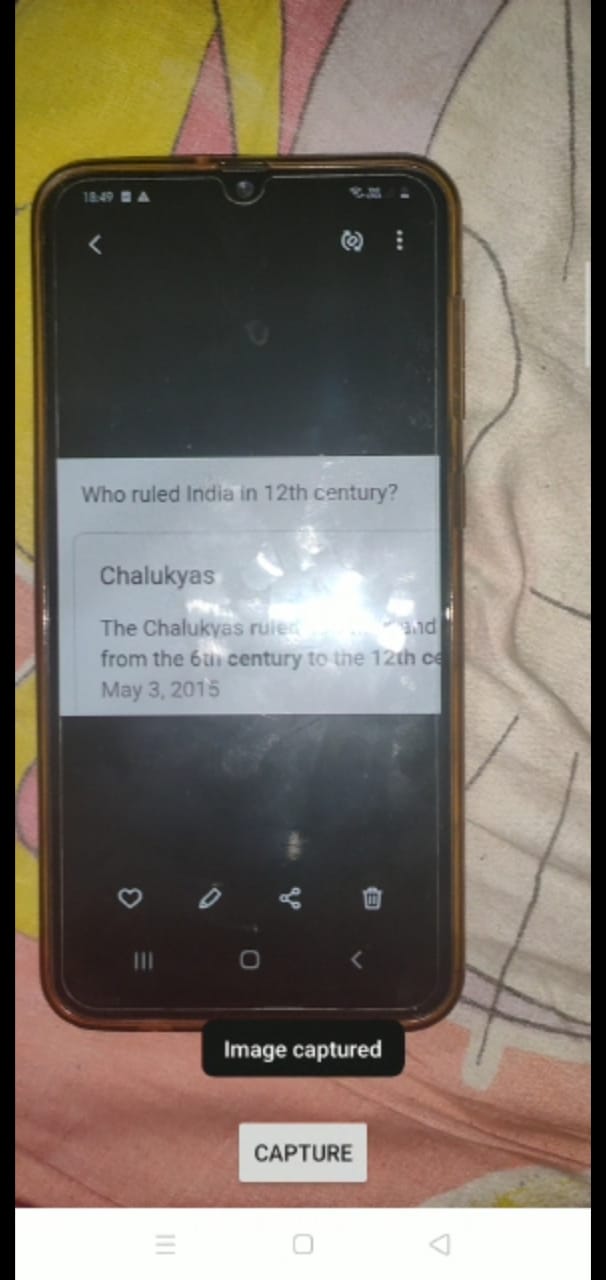 18:49
Who ruled India in 12th century?
Chalukyas
The Chalukyas ruled and
from the 6th century to the 12th ce
May 3, 2015
Image captured
CAPTURE